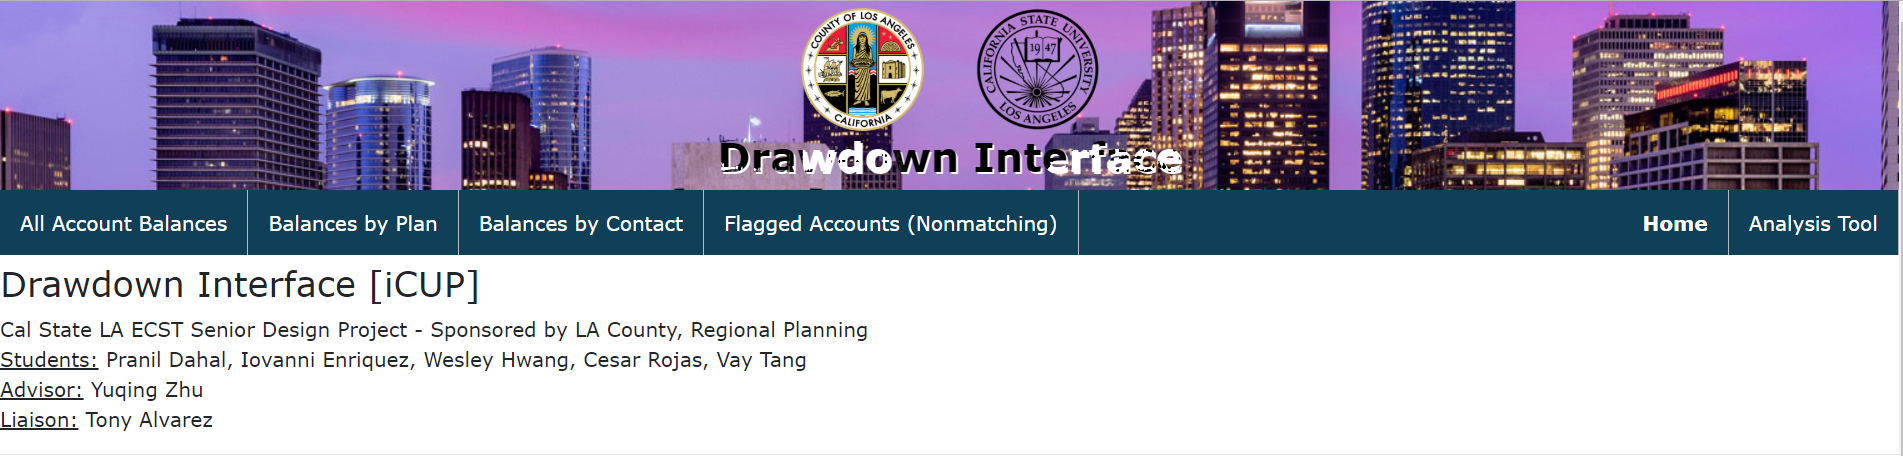 COUNTY OF LOS ANGELES
CALIFORNIA
CALIFORNIA STATE UNIVERSITY
1947
LOS ANGELES
Drawdown Interface
All Account Balances
Balances by Plan
Balances by Contact
Flagged Accounts (Nonmatching)
Home
Analysis Tool
Drawdown Interface [iCUP]
Cal State LA ECST Senior Design Project - Sponsored by LA County, Regional Planning
Students: Pranil Dahal, Iovanni Enriquez, Wesley Hwang, Cesar Rojas, Vay Tang
Advisor: Yuqing Zhu
Liaison: Tony Alvarez